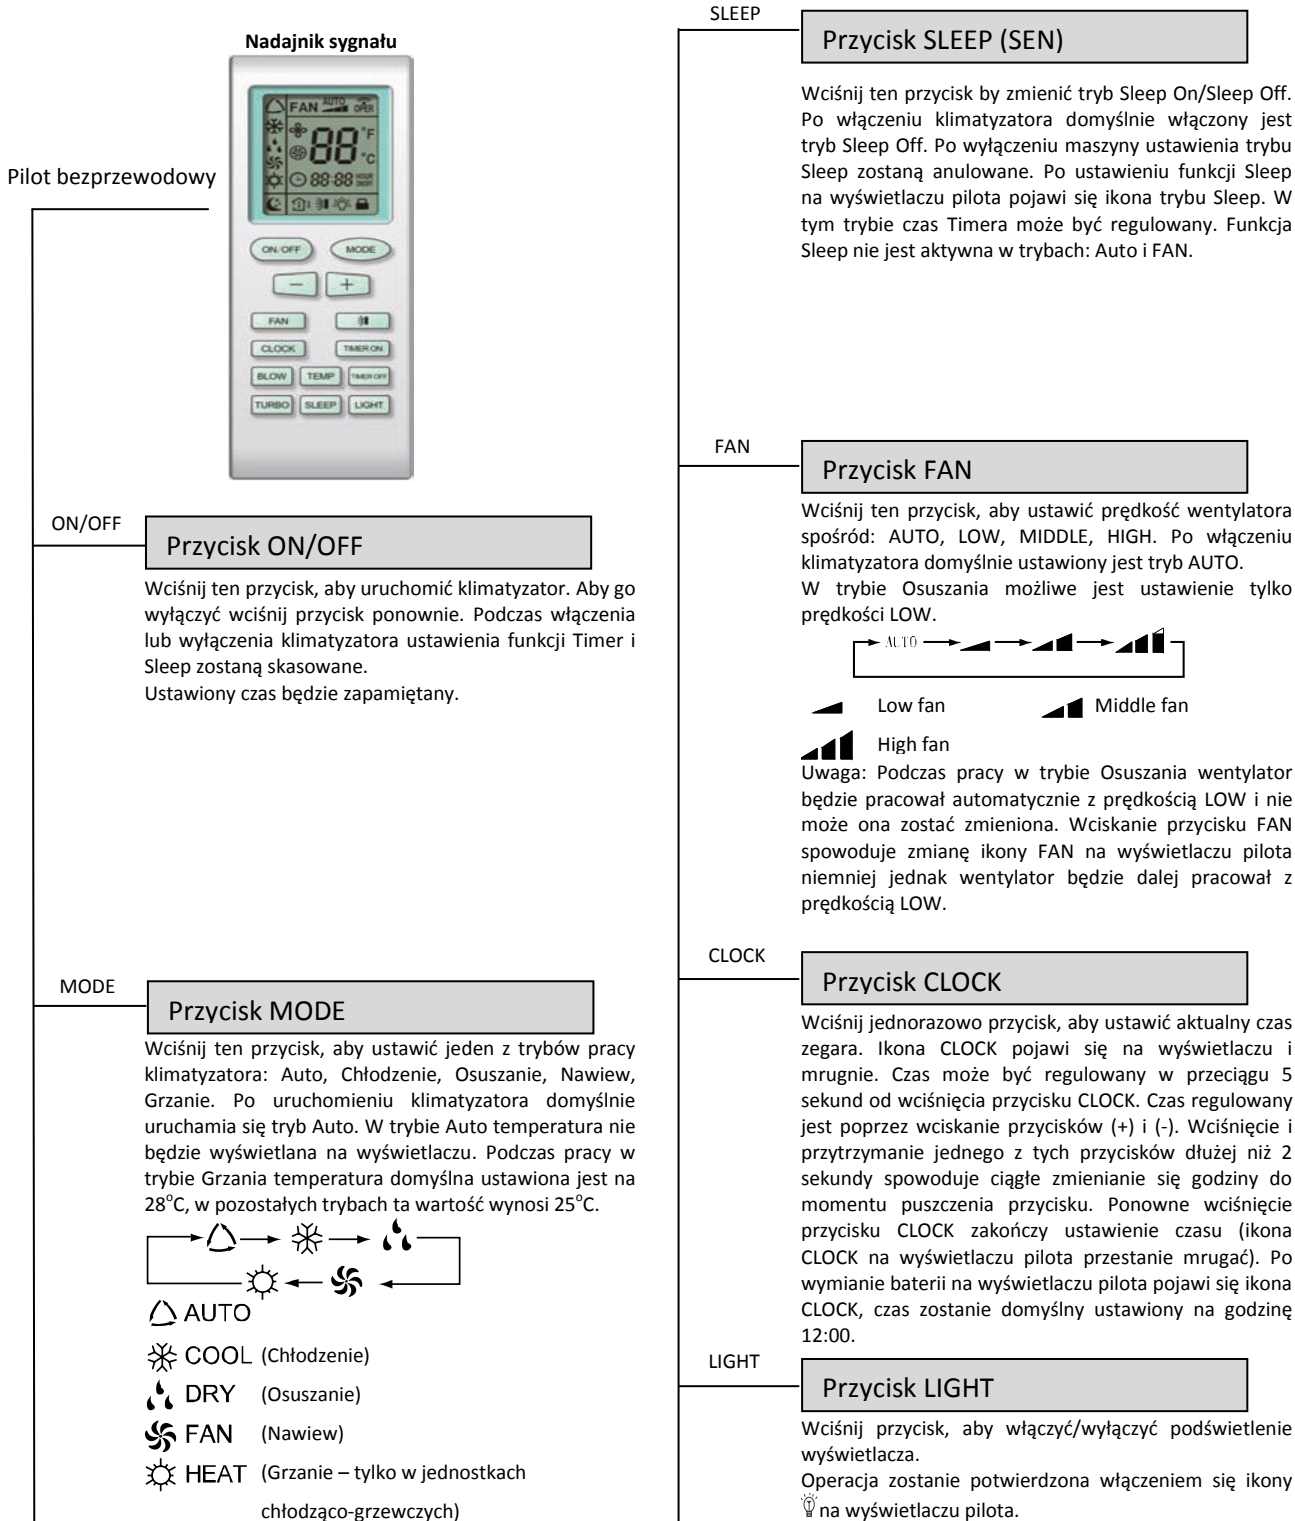 Nadajnik sygnału
Pilot bezprzewodowy
FAN AUTO OPER
88 °F
°C
88:88 HOUR
ON/OFF
ON/OFF MODE
- +
FAN
CLOCK TIMER ON
BLOW TEMP TIMER OFF
TURBO SLEEP LIGHT
ON/OFF
Przycisk ON/OFF
Wciśnij ten przycisk, aby uruchomić klimatyzator. Aby go
wyłączyć wciśnij przycisk ponownie. Podczas włączenia
lub wyłączenia klimatyzatora ustawienia funkcji Timer i
Sleep zostaną skasowane.
Ustawiony czas będzie zapamiętany.
MODE
Przycisk MODE
Wciśnij ten przycisk, aby ustawić jeden z trybów pracy
klimatyzatora: Auto, Chłodzenie, Osuszanie, Nawiew,
Grzanie. Po uruchomieniu klimatyzatora domyślnie
uruchamia się tryb Auto. W trybie Auto temperatura nie
będzie wyświetlana na wyświetlaczu. Podczas pracy w
trybie Grzania temperatura domyślna ustawiona jest na
28°C, w pozostałych trybach ta wartość wynosi 25°C.
AUTO
COOL (Chłodzenie)
DRY (Osuszanie)
FAN (Nawiew)
HEAT (Grzanie – tylko w jednostkach
chłodząco-grzewczych)
SLEEP
Przycisk SLEEP (SEN)
Wciśnij ten przycisk by zmienić tryb Sleep On/Sleep Off.
Po włączeniu klimatyzatora domyślnie włączony jest
tryb Sleep Off. Po wyłączeniu maszyny ustawienia trybu
Sleep zostaną anulowane. Po ustawieniu funkcji Sleep
na wyświetlaczu pilota pojawi się ikona trybu Sleep. W
tym trybie czas Timera może być regulowany. Funkcja
Sleep nie jest aktywna w trybach: Auto i FAN.
FAN
Przycisk FAN
Wciśnij ten przycisk, aby ustawić prędkość wentylatora
spośród: AUTO, LOW, MIDDLE, HIGH. Po włączeniu
klimatyzatora domyślnie ustawiony jest tryb AUTO.
W trybie Osuszania możliwe jest ustawienie tylko
prędkości LOW.
AUTO
Low fan Middle fan
High fan
Uwaga: Podczas pracy w trybie Osuszania wentylator
będzie pracował automatycznie z prędkością LOW i nie
może ona zostać zmieniona. Wciskanie przycisku FAN
spowoduje zmianę ikony FAN na wyświetlaczu pilota
niemniej jednak wentylator będzie dalej pracował z
prędkością LOW.
CLOCK
Przycisk CLOCK
Wciśnij jednorazowo przycisk, aby ustawić aktualny czas
zegara. Ikona CLOCK pojawi się na wyświetlaczu i
mrugnie. Czas może być regulowany w przeciągu 5
sekund od wciśnięcia przycisku CLOCK. Czas regulowany
jest poprzez wciskanie przycisków (+) i (-). Wciśnięcie i
przytrzymanie jednego z tych przycisków dłużej niż 2
sekundy spowoduje ciągłe zmienianie się godziny do
momentu puszczenia przycisku. Ponowne wciśnięcie
przycisku CLOCK zakończy ustawienie czasu (ikona
CLOCK na wyświetlaczu pilota przestanie mrugać). Po
wymianie baterii na wyświetlaczu pilota pojawi się ikona
CLOCK, czas zostanie domyślny ustawiony na godzinę
12:00.
LIGHT
Przycisk LIGHT
Wciśnij przycisk, aby włączyć/wyłączyć podświetlenie
wyświetlacza.
Operacja zostanie potwierdzona włączeniem się ikony
na wyświetlaczu pilota.